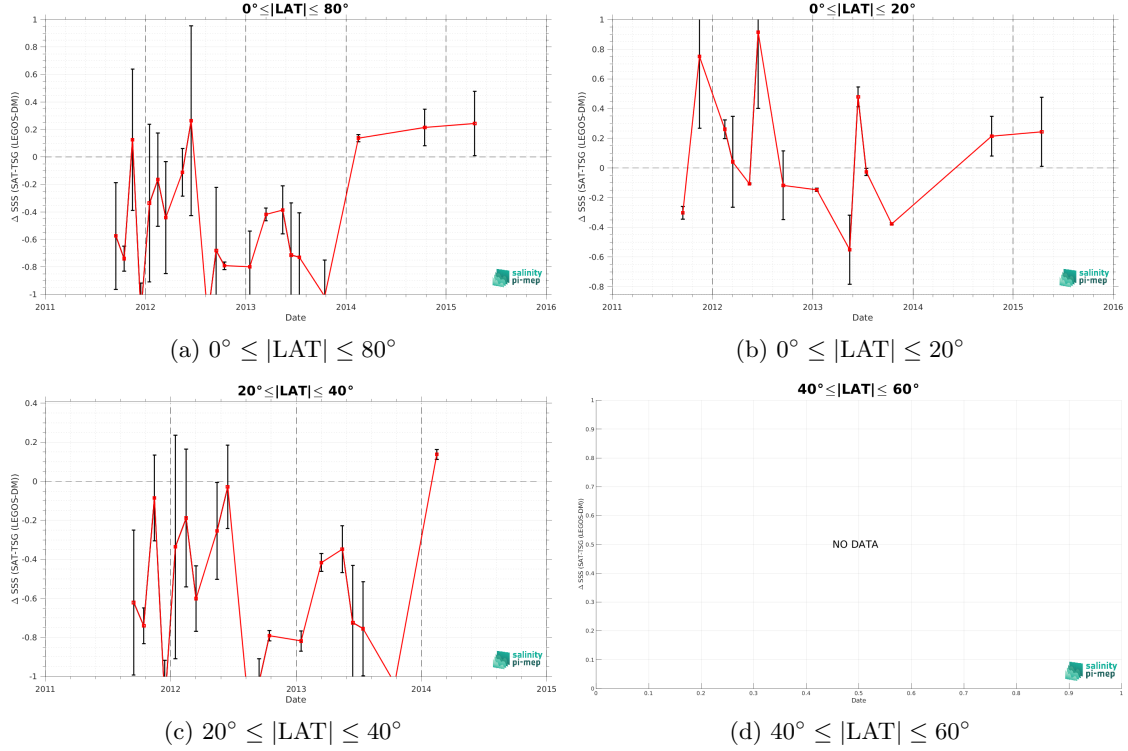 0°≤|LAT|≤ 80°
Δ SSS (SAT-TSG (LEGOS-DM))
1
0.8
0.6
0.4
0.2
0
-0.2
-0.4
-0.6
-0.8
-1
2011
2012
2013
2014
2015
2016
Date
salinity
pi-mep
(a) 0° ≤ |LAT| ≤ 80°
0°≤|LAT|≤ 20°
Δ SSS (SAT-TSG (LEGOS-DM))
1
0.8
0.6
0.4
0.2
0
-0.2
-0.4
-0.6
-0.8
2011
2012
2013
2014
2015
2016
Date
salinity
pi-mep
(b) 0° ≤ |LAT| ≤ 20°
20°≤|LAT|≤ 40°
Δ SSS (SAT-TSG (LEGOS-DM))
0.4
0.2
0
-0.2
-0.4
-0.6
-0.8
-1
2011
2012
2013
2014
2015
Date
salinity
pi-mep
(c) 20° ≤ |LAT| ≤ 40°
40°≤|LAT|≤ 60°
Δ SSS (SAT-TSG (LEGOS-DM))
1
0.9
0.8
0.7
0.6
0.5
0.4
0.3
0.2
0.1
0
NO DATA
0
0.1
0.2
0.3
0.4
0.5
0.6
0.7
0.8
0.9
1
Date
salinity
pi-mep
(d) 40° ≤ |LAT| ≤ 60°